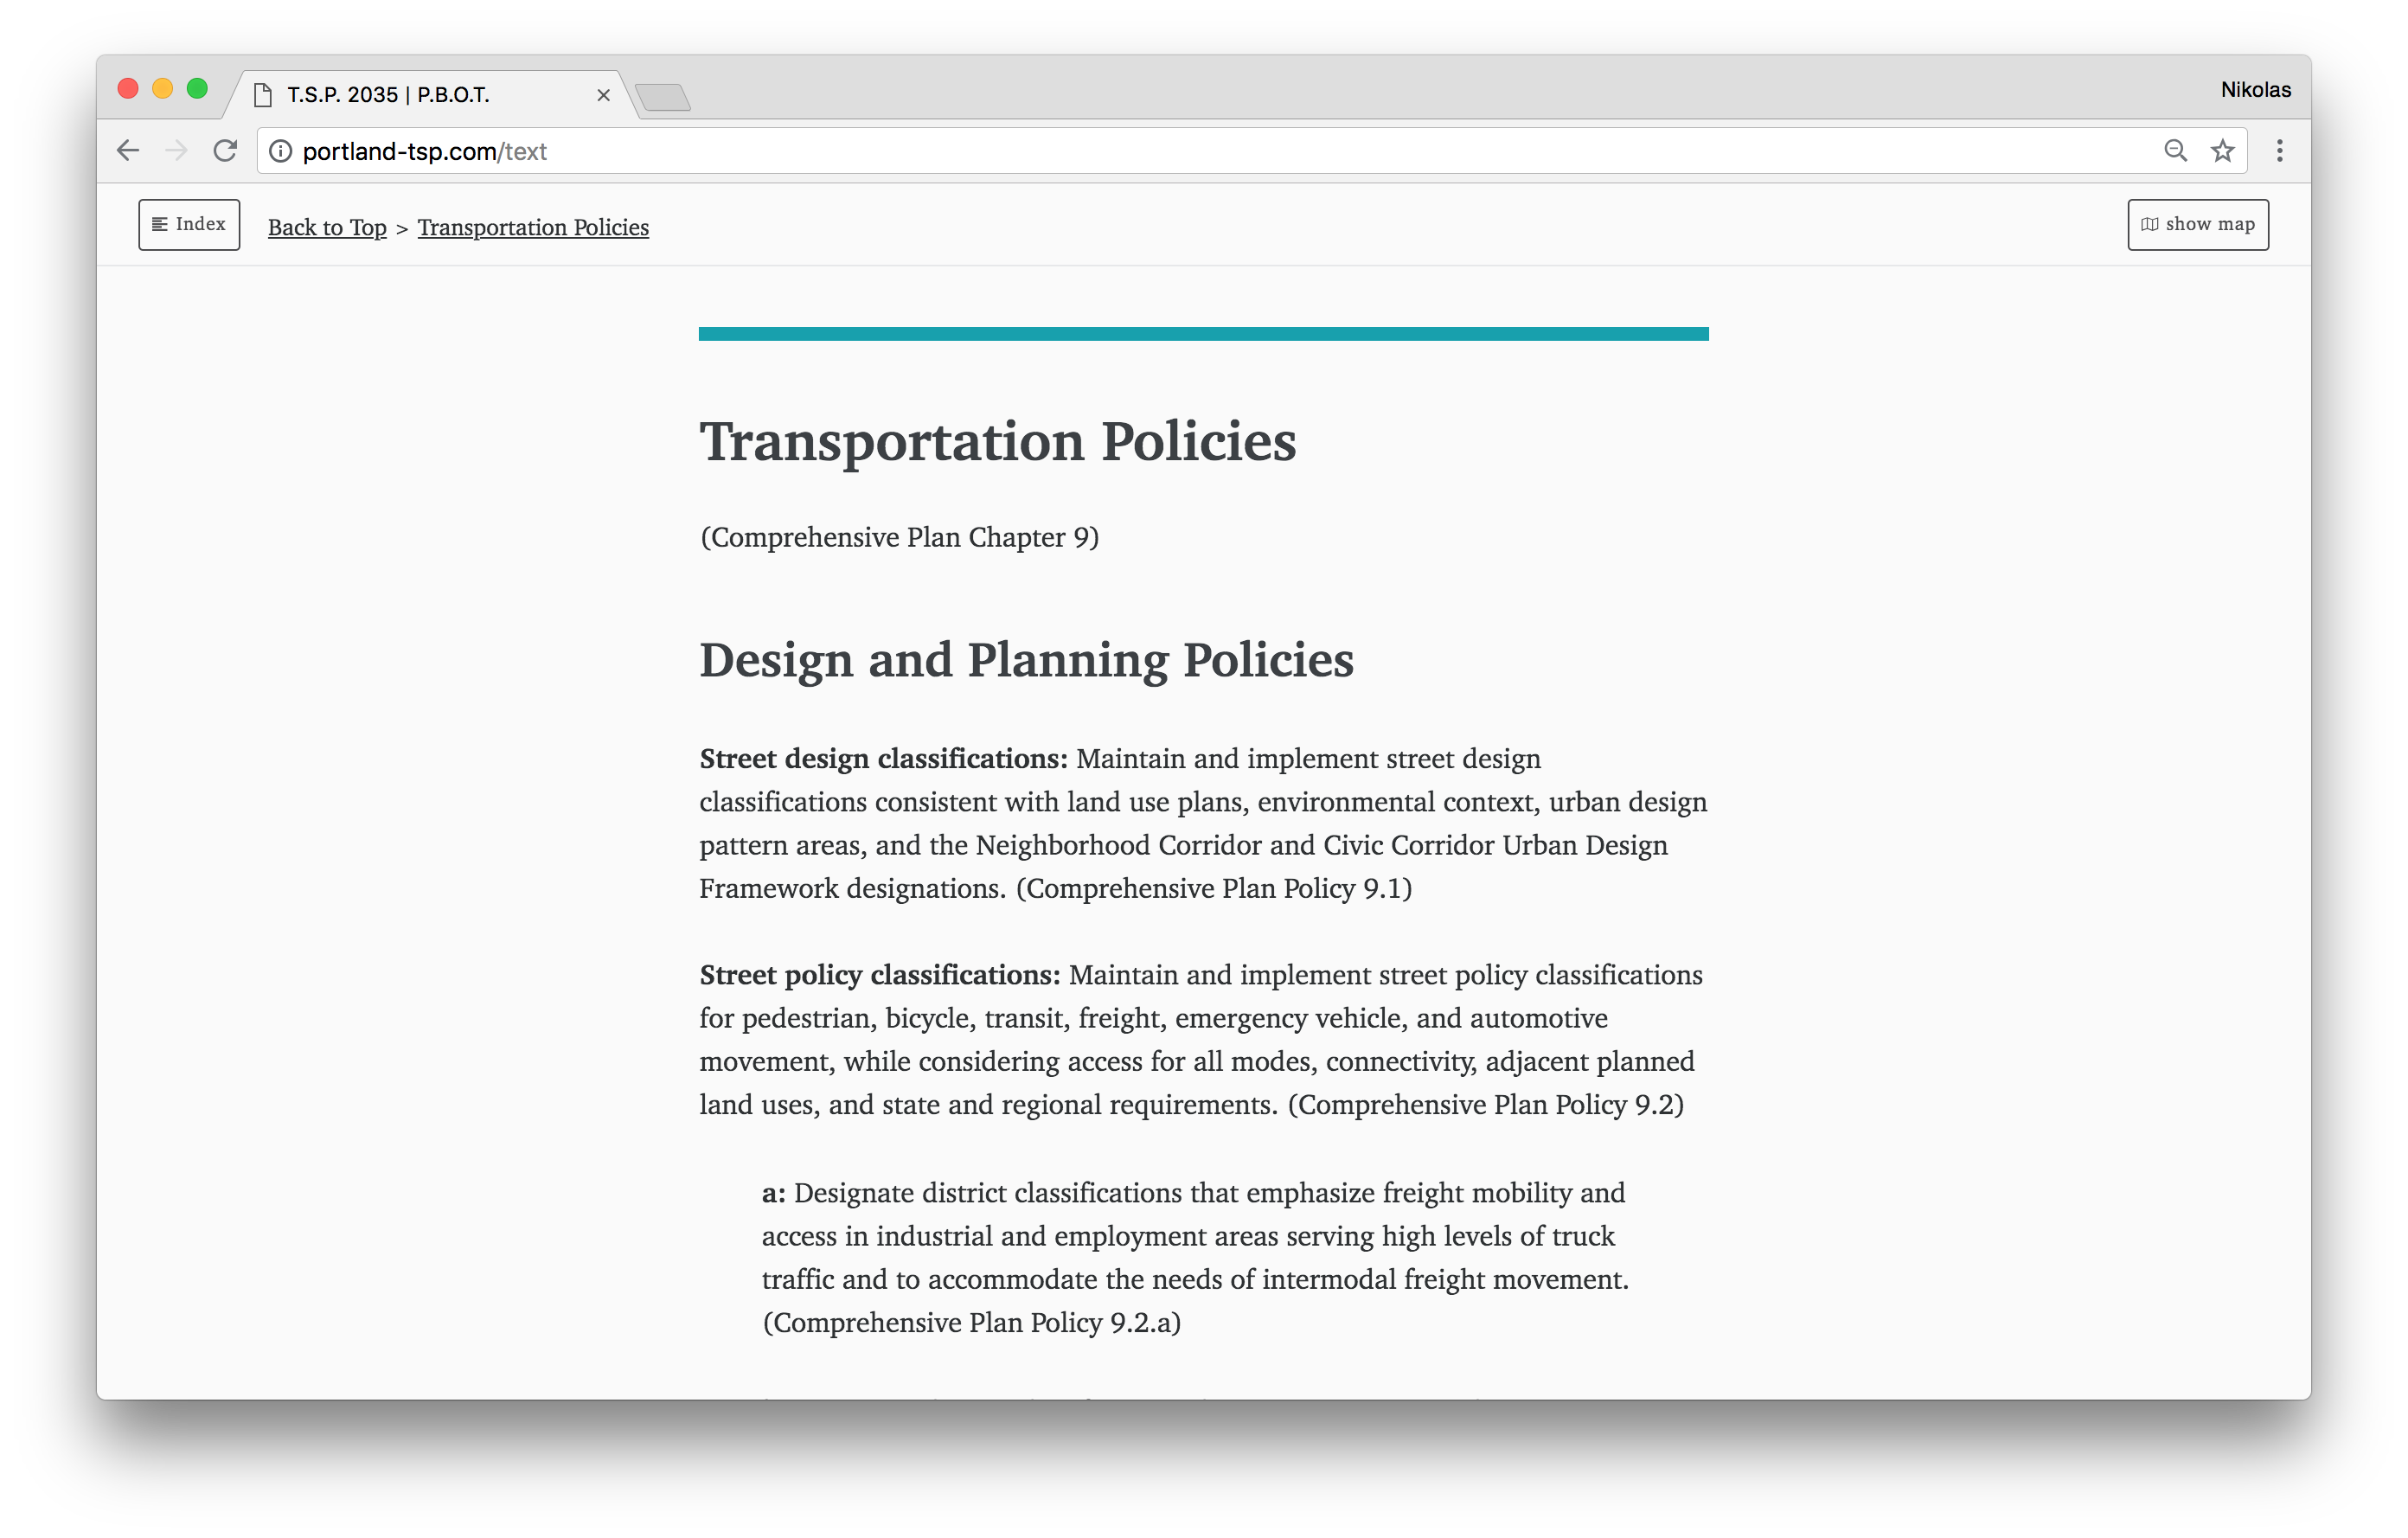 T.S.P. 2035 | P.B.O.T.
Nikolas
portland-tsp.com/text
Index
Back to Top > Transportation Policies
show map
Transportation Policies
(Comprehensive Plan Chapter 9)
Design and Planning Policies
Street design classifications: Maintain and implement street design
classifications consistent with land use plans, environmental context, urban design
pattern areas, and the Neighborhood Corridor and Civic Corridor Urban Design
Framework designations. (Comprehensive Plan Policy 9.1)
Street policy classifications: Maintain and implement street policy classifications
for pedestrian, bicycle, transit, freight, emergency vehicle, and automotive
movement, while considering access for all modes, connectivity, adjacent planned
land uses, and state and regional requirements. (Comprehensive Plan Policy 9.2)
a: Designate district classifications that emphasize freight mobility and
access in industrial and employment areas serving high levels of truck
traffic and to accommodate the needs of intermodal freight movement.
(Comprehensive Plan Policy 9.2.a)